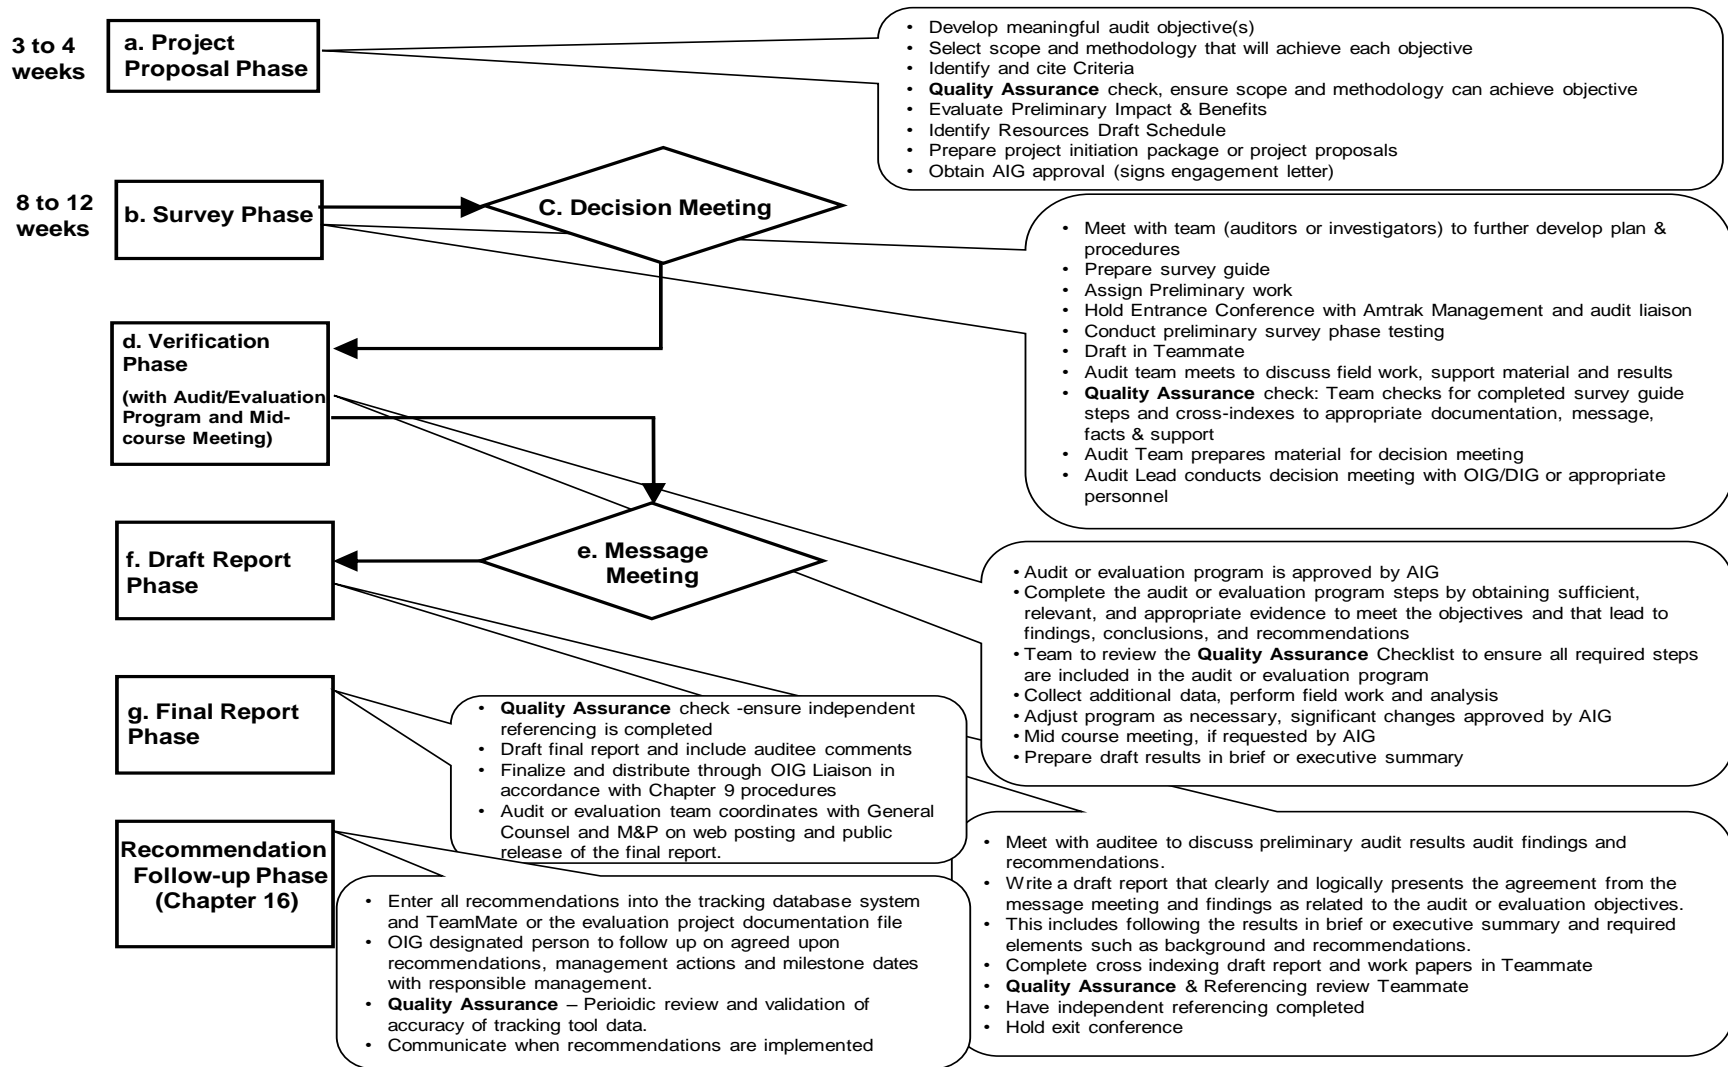 3 to 4
weeks
a. Project
Proposal Phase
• Develop meaningful audit objective(s)
• Select scope and methodology that will achieve each objective
• Identify and cite Criteria
• Quality Assurance check, ensure scope and methodology can achieve objective
• Evaluate Preliminary Impact & Benefits
• Identify Resources Draft Schedule
• Prepare project initiation package or project proposals
• Obtain AIG approval (signs engagement letter)
8 to 12
weeks
b. Survey Phase
C. Decision Meeting
• Meet with team (auditors or investigators) to further develop plan &
procedures
• Prepare survey guide
• Assign Preliminary work
• Hold Entrance Conference with Amtrak Management and audit liaison
• Conduct preliminary survey phase testing
• Draft in Teammate
• Audit team meets to discuss field work, support material and results
• Quality Assurance check: Team checks for completed survey guide
steps and cross-indexes to appropriate documentation, message,
facts & support
• Audit Team prepares material for decision meeting
• Audit Lead conducts decision meeting with OIG/DIG or appropriate
personnel
d. Verification
Phase
(with Audit/Evaluation
Program and Mid-
course Meeting)
e. Message
Meeting
• Audit or evaluation program is approved by AIG
• Complete the audit or evaluation program steps by obtaining sufficient,
relevant, and appropriate evidence to meet the objectives and that lead to
findings, conclusions, and recommendations
• Team to review the Quality Assurance Checklist to ensure all required steps
are included in the audit or evaluation program
• Collect additional data, perform field work and analysis
• Adjust program as necessary, significant changes approved by AIG
• Mid course meeting, if requested by AIG
• Prepare draft results in brief or executive summary
f. Draft Report
Phase
• Meet with auditee to discuss preliminary audit results audit findings and
recommendations.
• Write a draft report that clearly and logically presents the agreement from the
message meeting and findings as related to the audit or evaluation objectives.
• This includes following the results in brief or executive summary and required
elements such as background and recommendations.
• Complete cross indexing draft report and work papers in Teammate
• Quality Assurance & Referencing review Teammate
• Have independent referencing completed
• Hold exit conference
g. Final Report
Phase
• Quality Assurance check -ensure independent
referencing is completed
• Draft final report and include auditee comments
• Finalize and distribute through OIG Liaison in
accordance with Chapter 9 procedures
• Audit or evaluation team coordinates with General
Counsel and M&P on web posting and public
release of the final report.
Recommendation
Follow-up Phase
(Chapter 16)
• Enter all recommendations into the tracking database system
and TeamMate or the evaluation project documentation file
• OIG designated person to follow up on agreed upon
recommendations, management actions and milestone dates
with responsible management.
• Quality Assurance – Perioidic review and validation of
accuracy of tracking tool data.
• Communicate when recommendations are implemented